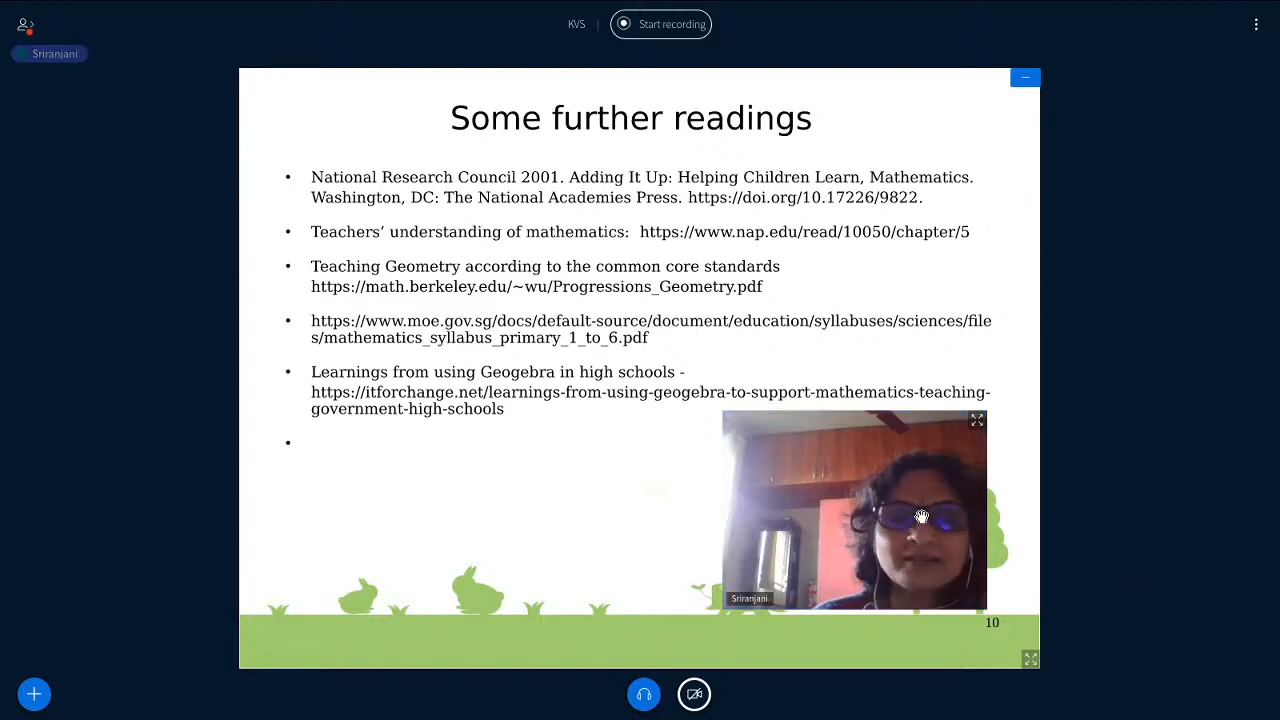 KVS
Start recording
Sriranjani
Some further readings
• National Research Council 2001. Adding It Up: Helping Children Learn, Mathematics.
Washington, DC: The National Academies Press. https://doi.org/10.17226/9822.
• Teachers’ understanding of mathematics: https://www.nap.edu/read/10050/chapter/5
• Teaching Geometry according to the common core standards
https://math.berkeley.edu/~wu/Progressions_Geometry.pdf
• https://www.moe.gov.sg/docs/default-source/document/education/syllabuses/sciences/file
s/mathematics_syllabus_primary_1_to_6.pdf
• Learnings from using Geogebra in high schools -
https://itforchange.net/learnings-from-using-geogebra-to-support-mathematics-teaching-
government-high-schools
•
Sriranjani
10